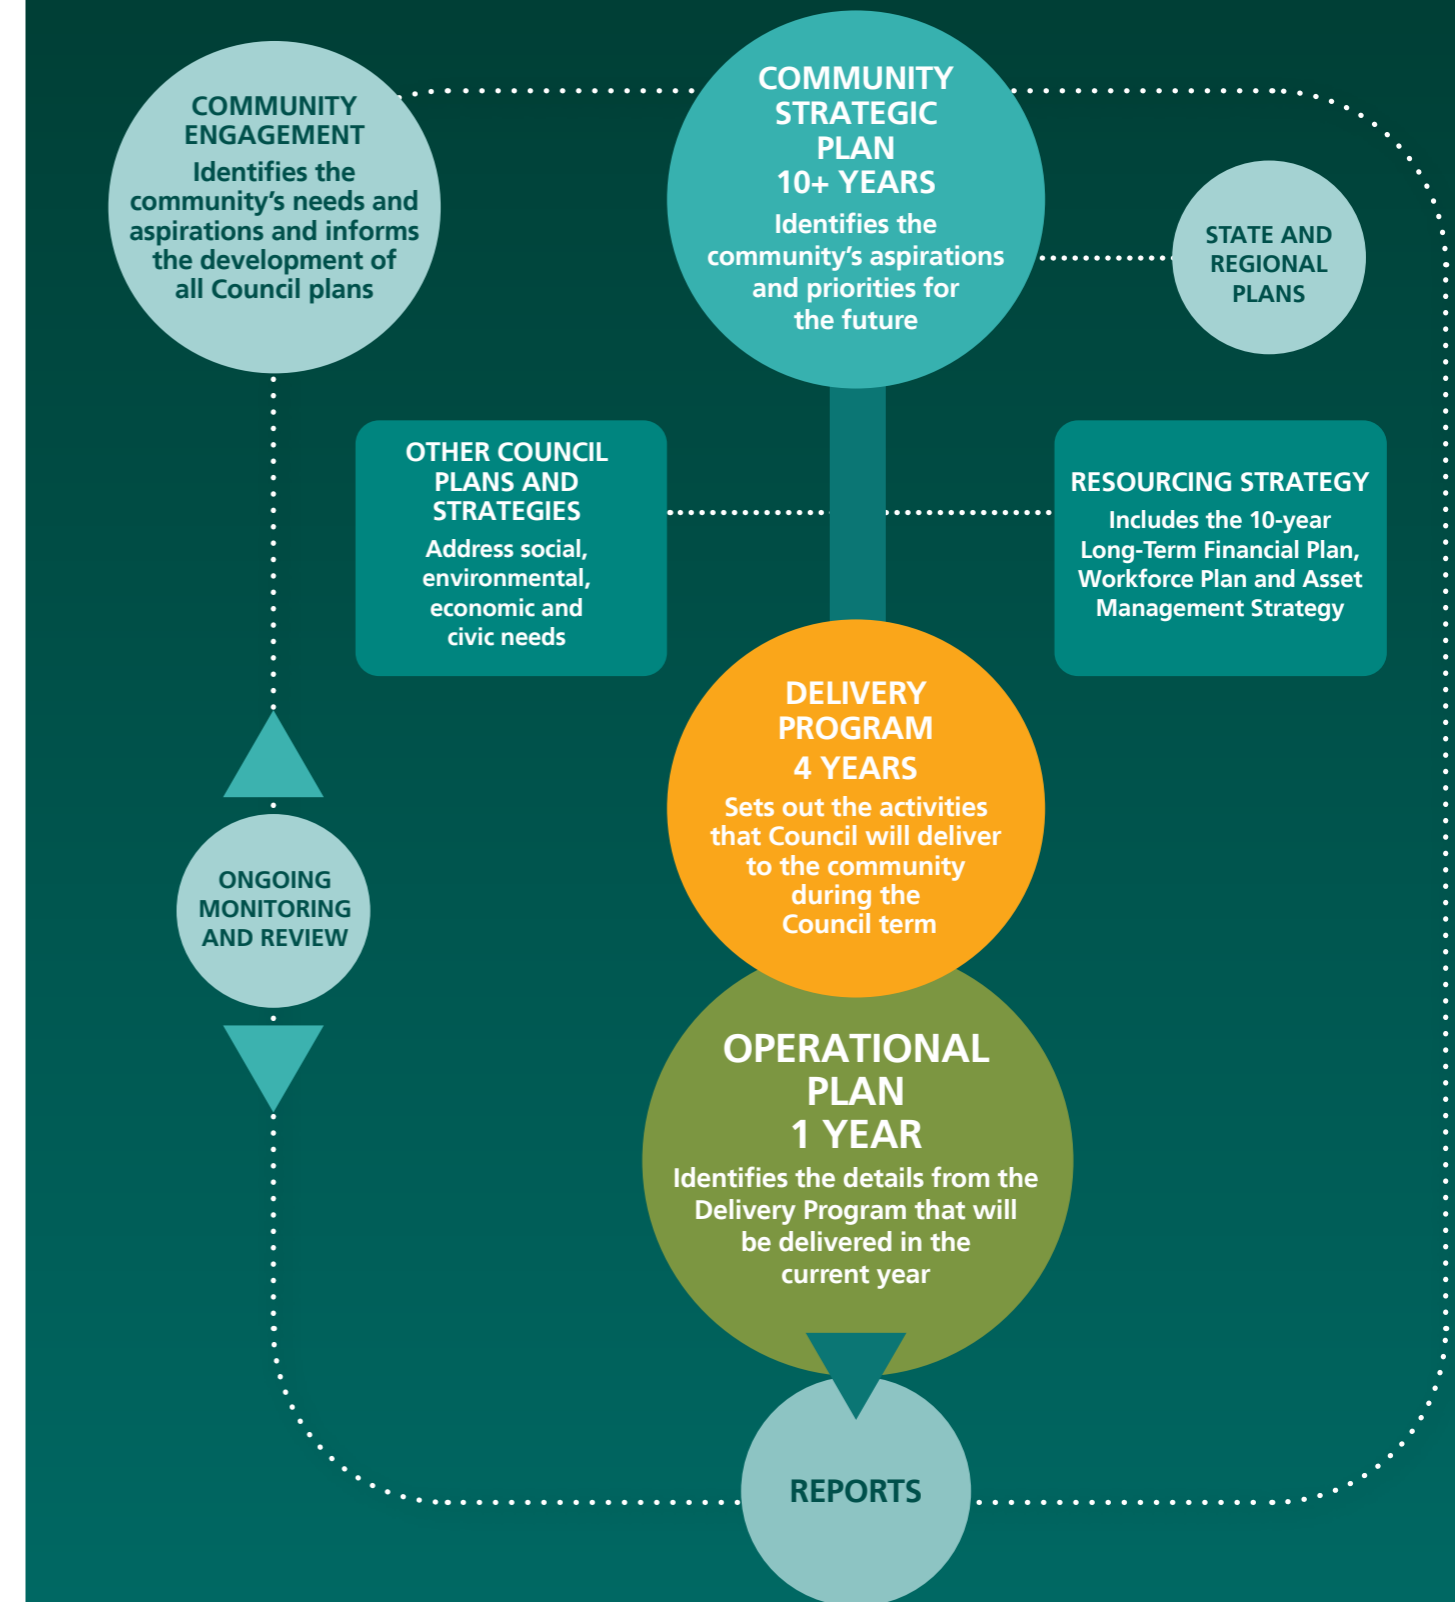 COMMUNITY
ENGAGEMENT
Identifies the
community’s needs and
aspirations and informs
the development of
all Council plans
COMMUNITY
STRATEGIC
PLAN
10+ YEARS
Identifies the
community’s aspirations
and priorities for
the future
STATE AND
REGIONAL
PLANS
OTHER COUNCIL
PLANS AND
STRATEGIES
Address social,
environmental,
economic and
civic needs
RESOURCING STRATEGY
Includes the 10-year
Long-Term Financial Plan,
Workforce Plan and Asset
Management Strategy
DELIVERY
PROGRAM
4 YEARS
Sets out the activities
that Council will deliver
to the community
during the
Council term
ONGOING
MONITORING
AND REVIEW
OPERATIONAL
PLAN
1 YEAR
Identifies the details from the
Delivery Program that will
be delivered in the
current year
REPORTS